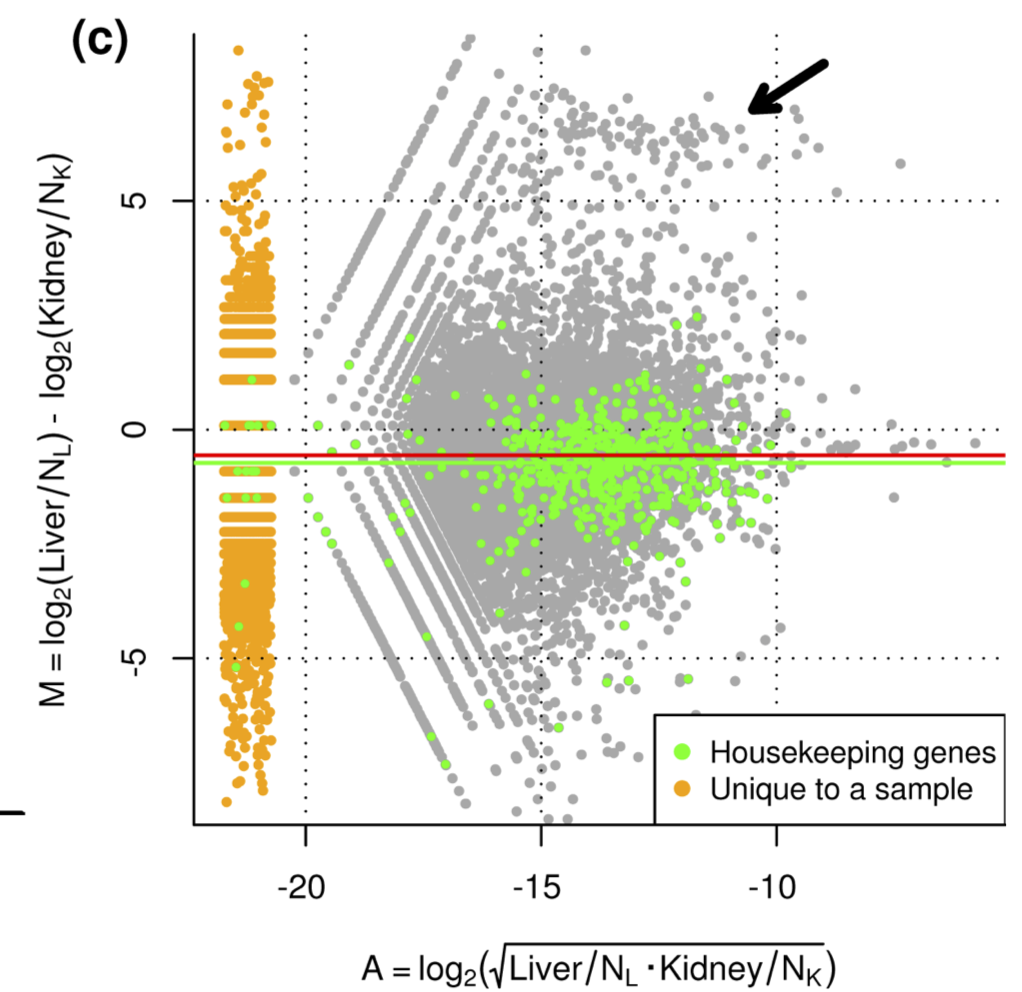 (c)
M = log2(Liver/NL) - log2(Kidney/NK)
5
0
-5
Housekeeping genes
Unique to a sample
-20 -15 -10
A = log2(√Liver/NL · Kidney/NK)